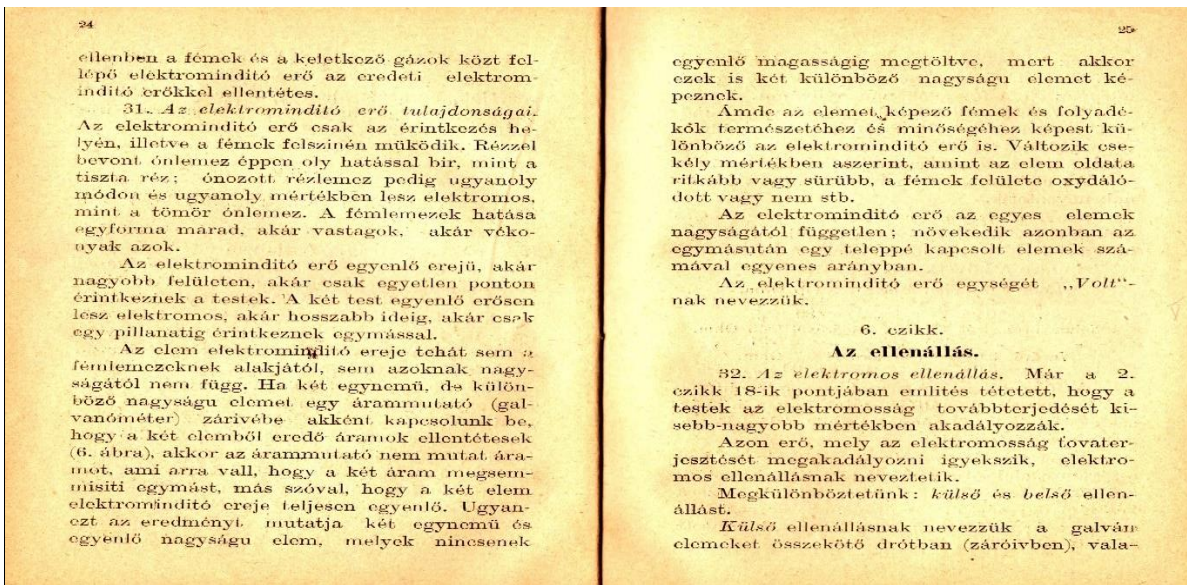 24
ellenben a fémek és a keletkező gázok közt fel-
lépő elektromindító erő az eredeti elektrom-
indító erőkkel ellentétes.
31. Az elektromindító erő tulajdonságai.
Az elektromindító erő csak az érintkezés he-
lyén, illetve a fémek felszinén müködik. Rézzel
bevont ónlemez éppen oly hatással bir, mint a
tiszta réz; ónozott rézlemez pedig ugyanoly
módon és ugyanoly mértékben lesz elektromos,
mint a tömör ónlemez. A fémlemezek hatása
egyforma marad, akár vastagok, akár véko-
nyak azok.
Az elektromindító erő egyenlő erejü, akár
nagyobb felületen, akár csak egyetlen ponton
érintkeznek a testek. A két test egyenlő erősen
lesz elektromos, akár hosszabb ideig, akár csak
egy pillanatig érintkeznek egymással.
Az elem elektromindító ereje tehát sem a
fémlemezeknek alakjától, sem azoknak nagy-
ságától nem függ. Ha két egynemü, de külön-
böző nagyságu elemet egy árammutató (gal-
vanóméter) zárivébe akként kapcsolunk be,
hogy a két elemből eredő áramok ellentétesek
(6. ábra), akkor az árammutató nem mutat ára-
mot, ami arra vall, hogy a két áram megsem-
misiti egymást, más szóval, hogy a két elem
elektromindító ereje teljesen egyenlő. Ugyan-
ezt az eredményt mutatja két egynemü és
egyenlő nagyságu elem, melyek nincsenek
25
egyenlő magasságig megtöltve, mert akkor
ezek is két különböző nagyságu elemet ké-
peznek.
Ámde az elemet képező fémek és folyadé-
kok természetéhez és minőségéhez képest kü-
lönböző az elektromindító erő is. Változik cse-
kély mértékben aszerint, amint az elem oldata
ritkább vagy sürübb, a fémek felülete oxydáló-
dott vagy nem stb.
Az elektromindító erő az egyes elemek
nagyságától független; növekedik azonban az
egymásután egy teleppé kapcsolt elemek szá-
mával egyenes arányban.
Az elektromindító erő egységét „Volt“-
nak nevezzük.
6. czikk.
Az ellenállás.
32. Az elektromos ellenállás. Már a 2.
czikk 18-ik pontjában emlités tétetett, hogy a
testek az elektromosság továbbterjedését ki-
sebb-nagyobb mértékben akadályozzák.
Azon erő, mely az elektromosság tovater-
jesztését megakadályozni igyekszik, elektro-
mos ellenállásnak neveztetik.
Megkülönböztetünk: külső és belső ellen-
állást.
Külső ellenállásnak nevezzük a galván
elemeket összekötő drótban (záróivben), vala-